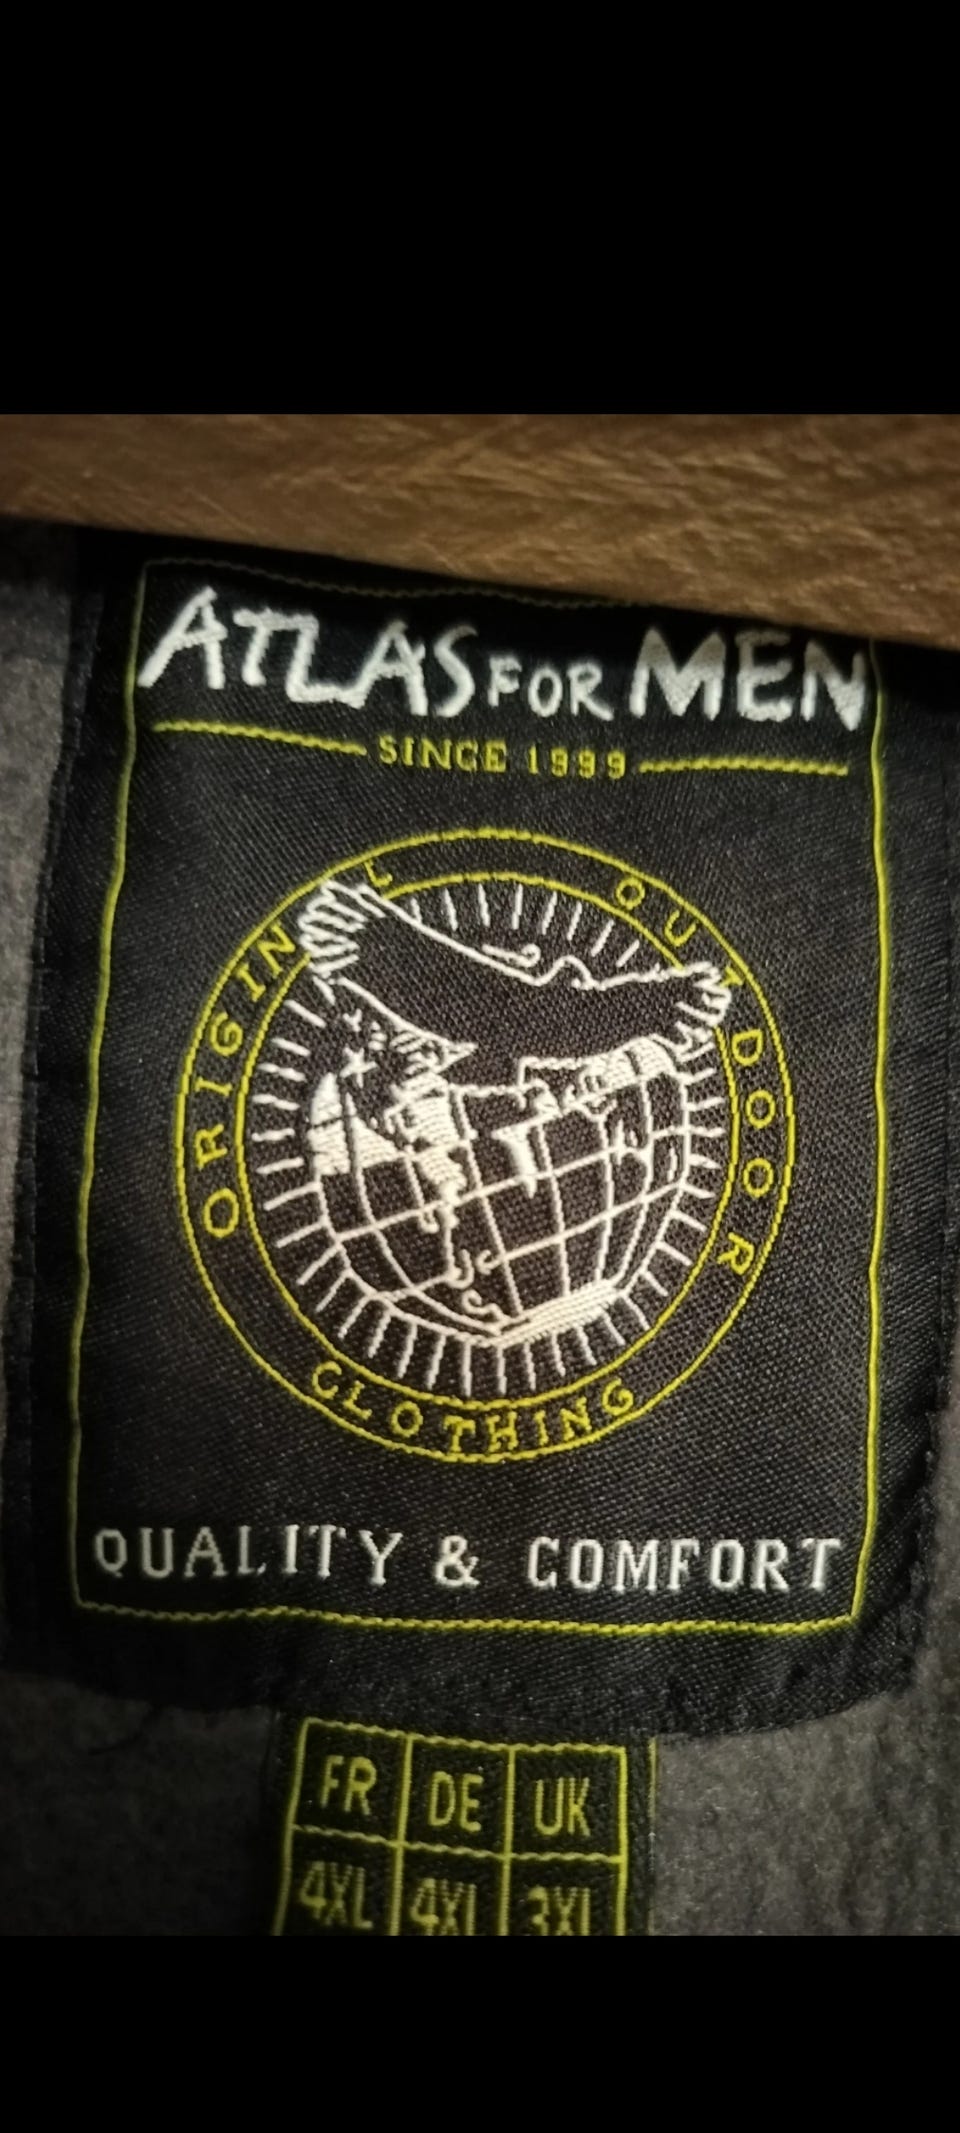 ATLAS FOR MEN
SINCE 1999
ORIGINAL OUTDOOR
CLOTHING
QUALITY & COMFORT
FR DE UK
4XL 4XL 3XL